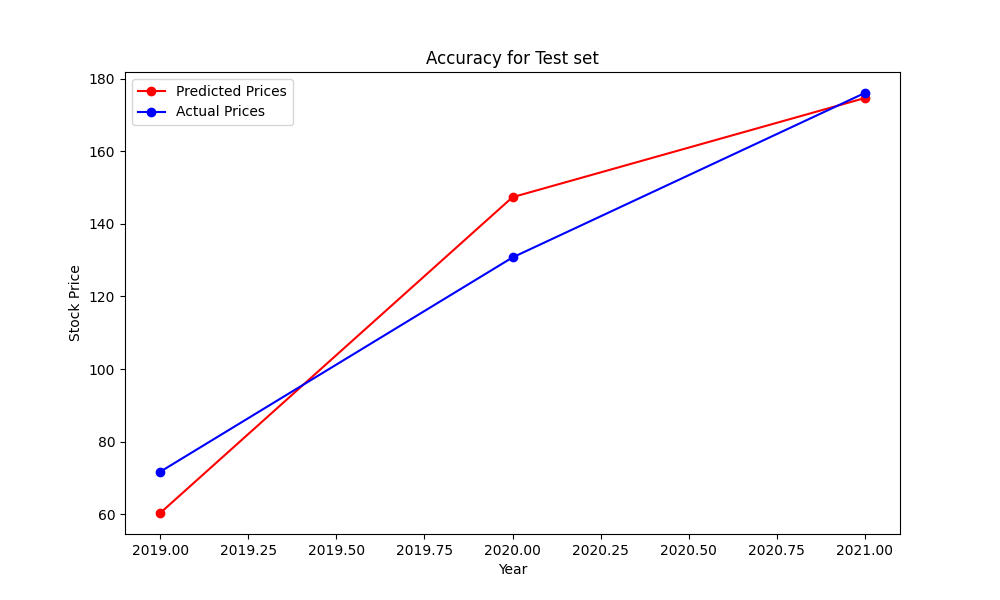 Accuracy for Test set
Predicted Prices
Actual Prices
180
160
140
120
100
80
60
Stock Price
2019.00 2019.25 2019.50 2019.75 2020.00 2020.25 2020.50 2020.75 2021.00
Year